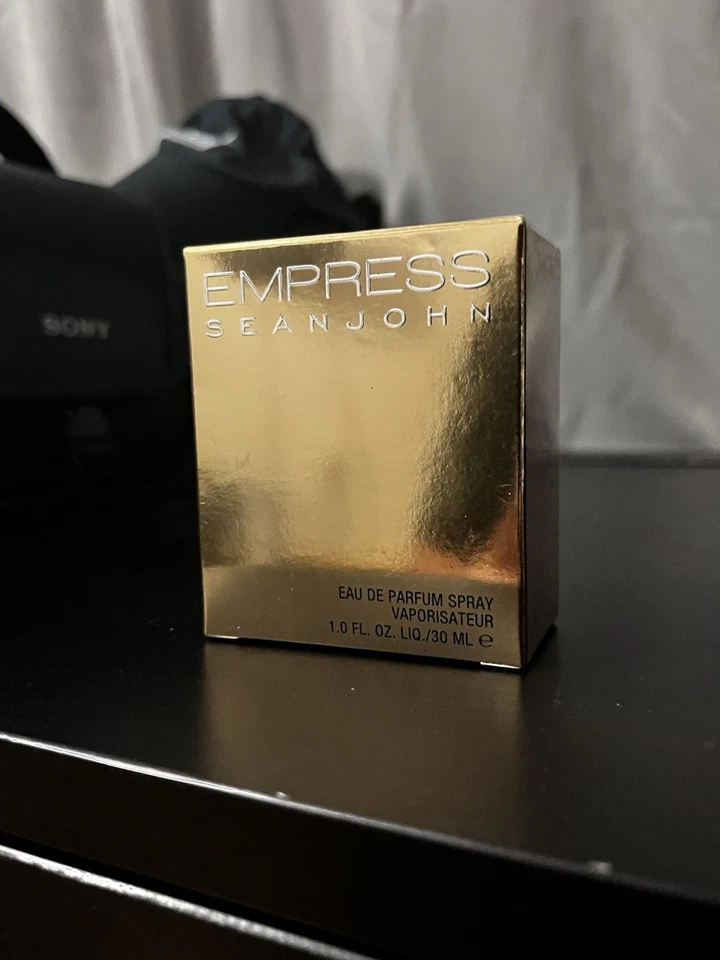 SONY
EMPRESS
SEANJOHN
EAU DE PARFUM SPRAY
VAPORISATEUR
1.0 FL. OZ. LIQ./30 ML ℮